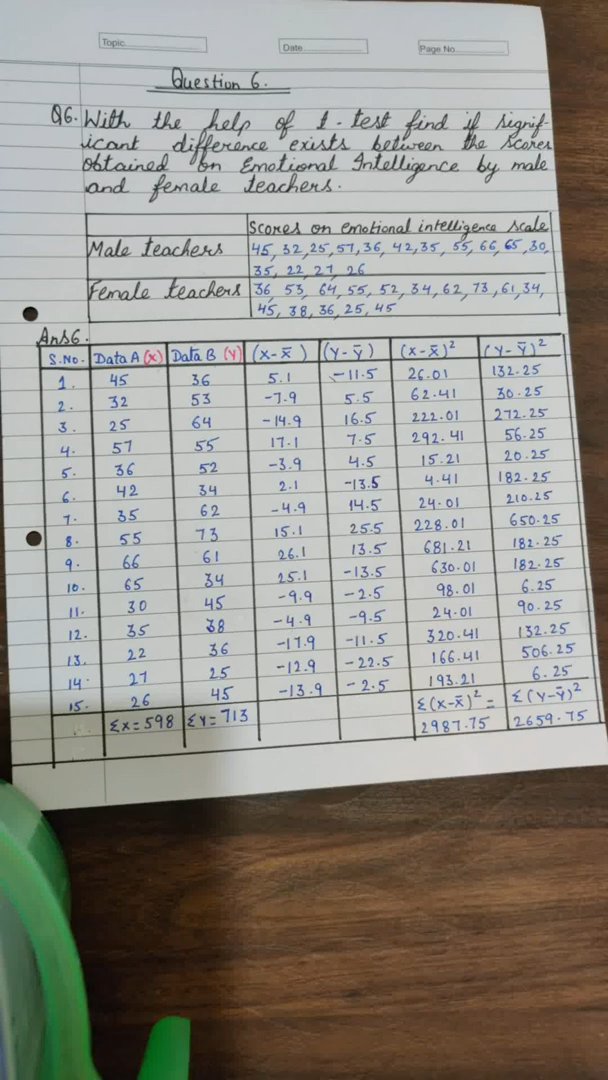 Topic
Date
Page No
Question 6.
Q6. With the help of t-test find if signif-
icant difference exists between the scores
obtained on Emotional Intelligence by male
and female teachers.
Scores on emotional intelligence scale
Male teachers 45, 32, 25, 57, 36, 42, 35, 55, 66, 65, 30,
35, 22, 27, 26
Female teachers 36, 53, 64, 55, 52, 34, 62, 73, 61, 34,
45, 38, 36, 25, 45
Ans 6.
S.No. Data A (X) Data B (Y) (X-X̄) (Y-Ȳ) (X-X̄)² (Y-Ȳ)²
1. 45 36 5.1 -11.5 26.01 132.25
2. 32 53 -7.9 5.5 62.41 30.25
3. 25 64 -14.9 16.5 222.01 272.25
4. 57 55 17.1 7.5 292.41 56.25
5. 36 52 -3.9 4.5 15.21 20.25
6. 42 34 2.1 -13.5 4.41 182.25
7. 35 62 -4.9 14.5 24.01 210.25
8. 55 73 15.1 25.5 228.01 650.25
9. 66 61 26.1 13.5 681.21 182.25
10. 65 34 25.1 -13.5 630.01 182.25
11. 30 45 -9.9 -2.5 98.01 6.25
12. 35 38 -4.9 -9.5 24.01 90.25
13. 22 36 -17.9 -11.5 320.41 132.25
14. 27 25 -12.9 -22.5 166.41 506.25
15. 26 45 -13.9 -2.5 193.21 6.25
ΣX=598 ΣY=713 Σ(X-X̄)²= Σ(Y-Ȳ)²
2987.75 2659.75